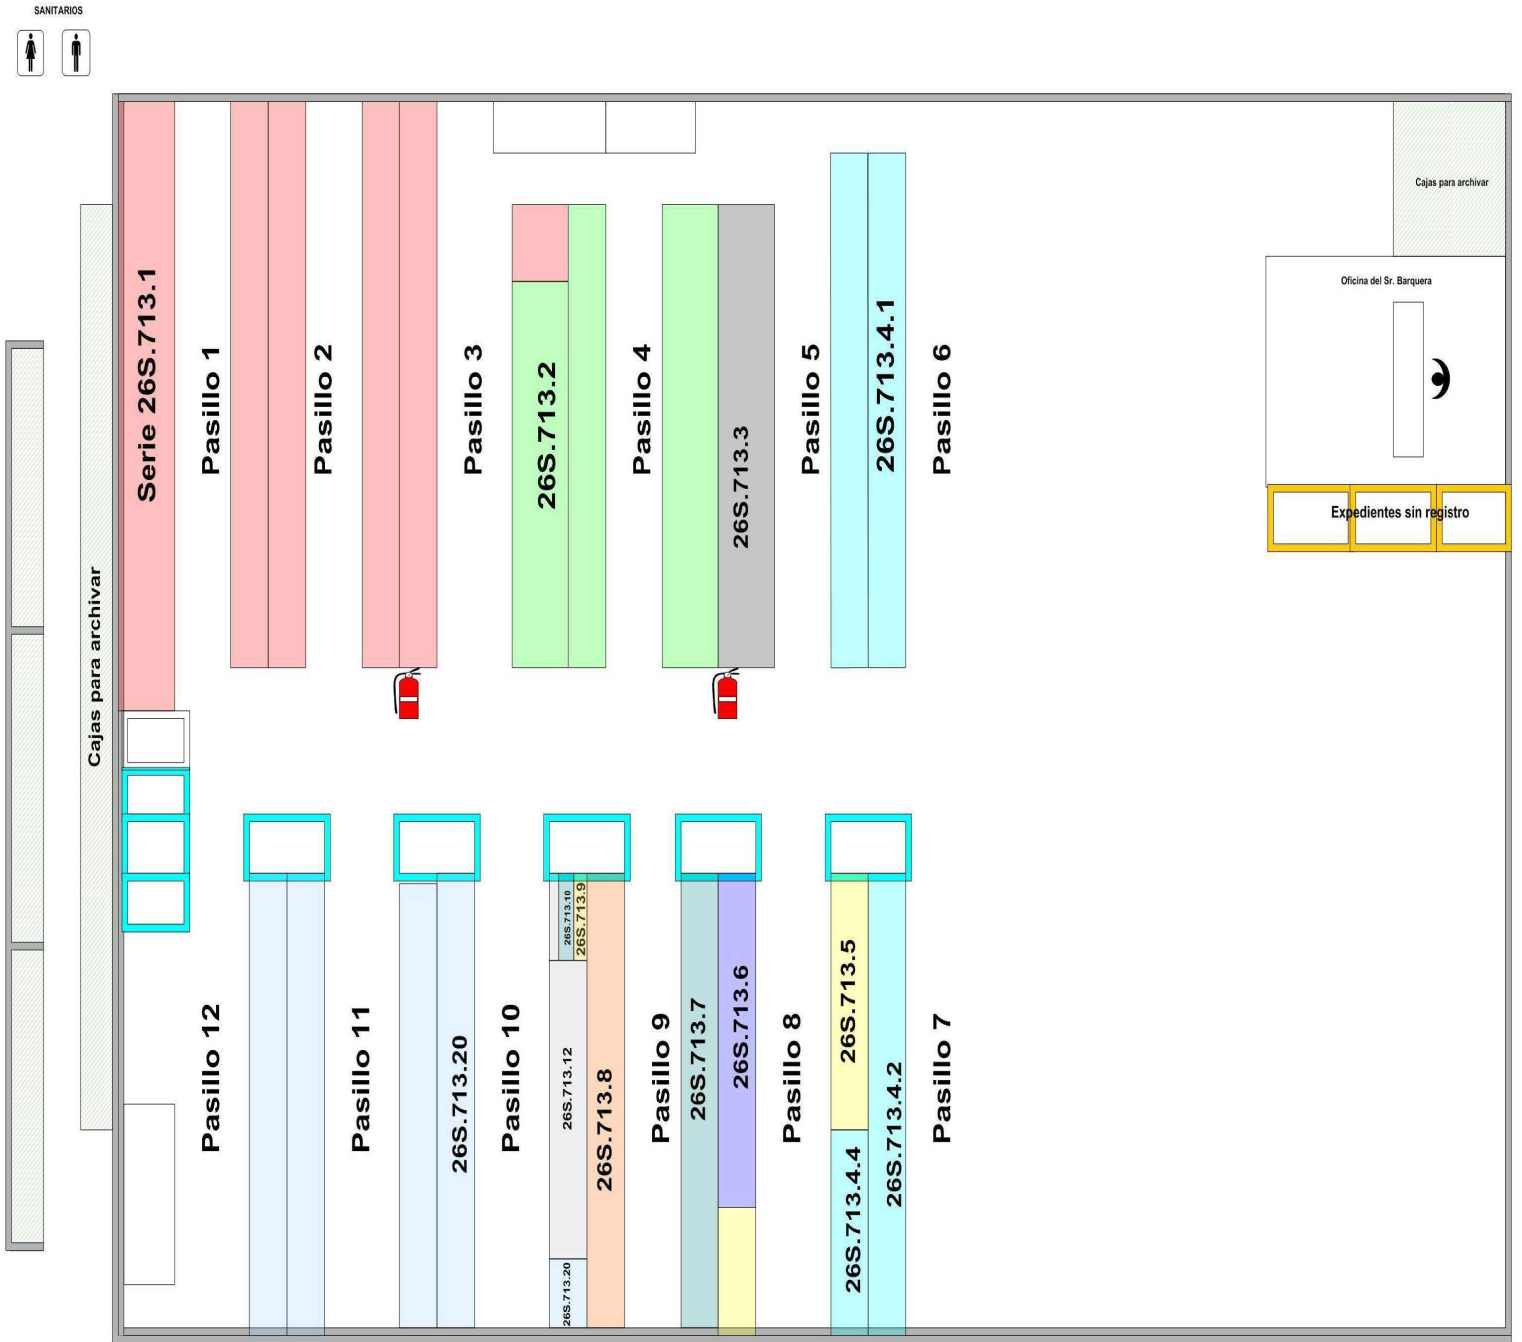 SANITARIOS
Cajas para archivar
Oficina del Sr. Barquera
Expedientes sin registro
Cajas para archivar
Serie 26S.713.1
Pasillo 1
Pasillo 2
Pasillo 3
26S.713.2
Pasillo 4
26S.713.3
Pasillo 5
26S.713.4.1
Pasillo 6
Pasillo 12
Pasillo 11
26S.713.20
Pasillo 10
26S.713.10
26S.713.9
26S.713.12
26S.713.20
26S.713.8
Pasillo 9
26S.713.7
26S.713.6
Pasillo 8
26S.713.5
26S.713.4.4
26S.713.4.2
Pasillo 7